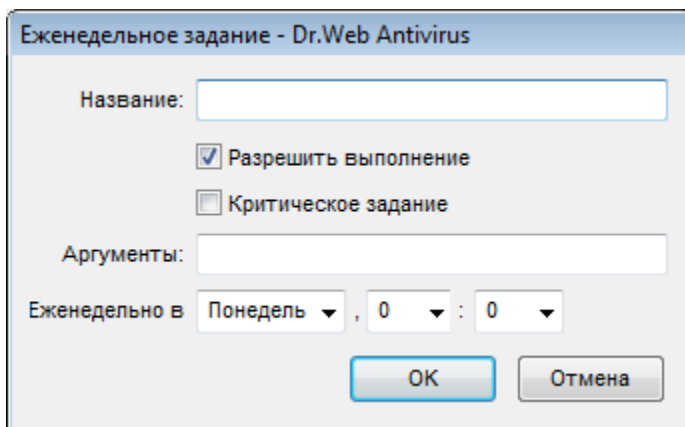 Еженедельное задание - Dr.Web Antivirus
Название:
Разрешить выполнение
Критическое задание
Аргументы:
Еженедельно в Понедель , 0 : 0
OK Отмена